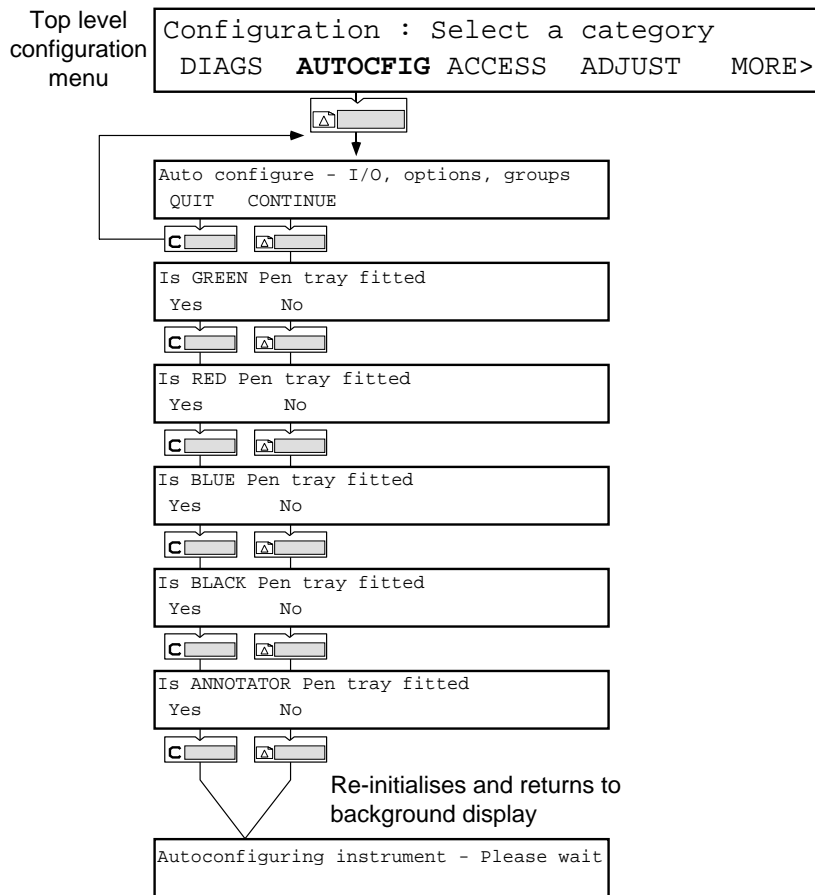 Top level
configuration
menu
Configuration : Select a category
DIAGS AUTOCFIG ACCESS ADJUST MORE>
Auto configure - I/O, options, groups
QUIT CONTINUE
C
Is GREEN Pen tray fitted
Yes No
C
Is RED Pen tray fitted
Yes No
C
Is BLUE Pen tray fitted
Yes No
C
Is BLACK Pen tray fitted
Yes No
C
Is ANNOTATOR Pen tray fitted
Yes No
C
Re-initialises and returns to
background display
Autoconfiguring instrument - Please wait